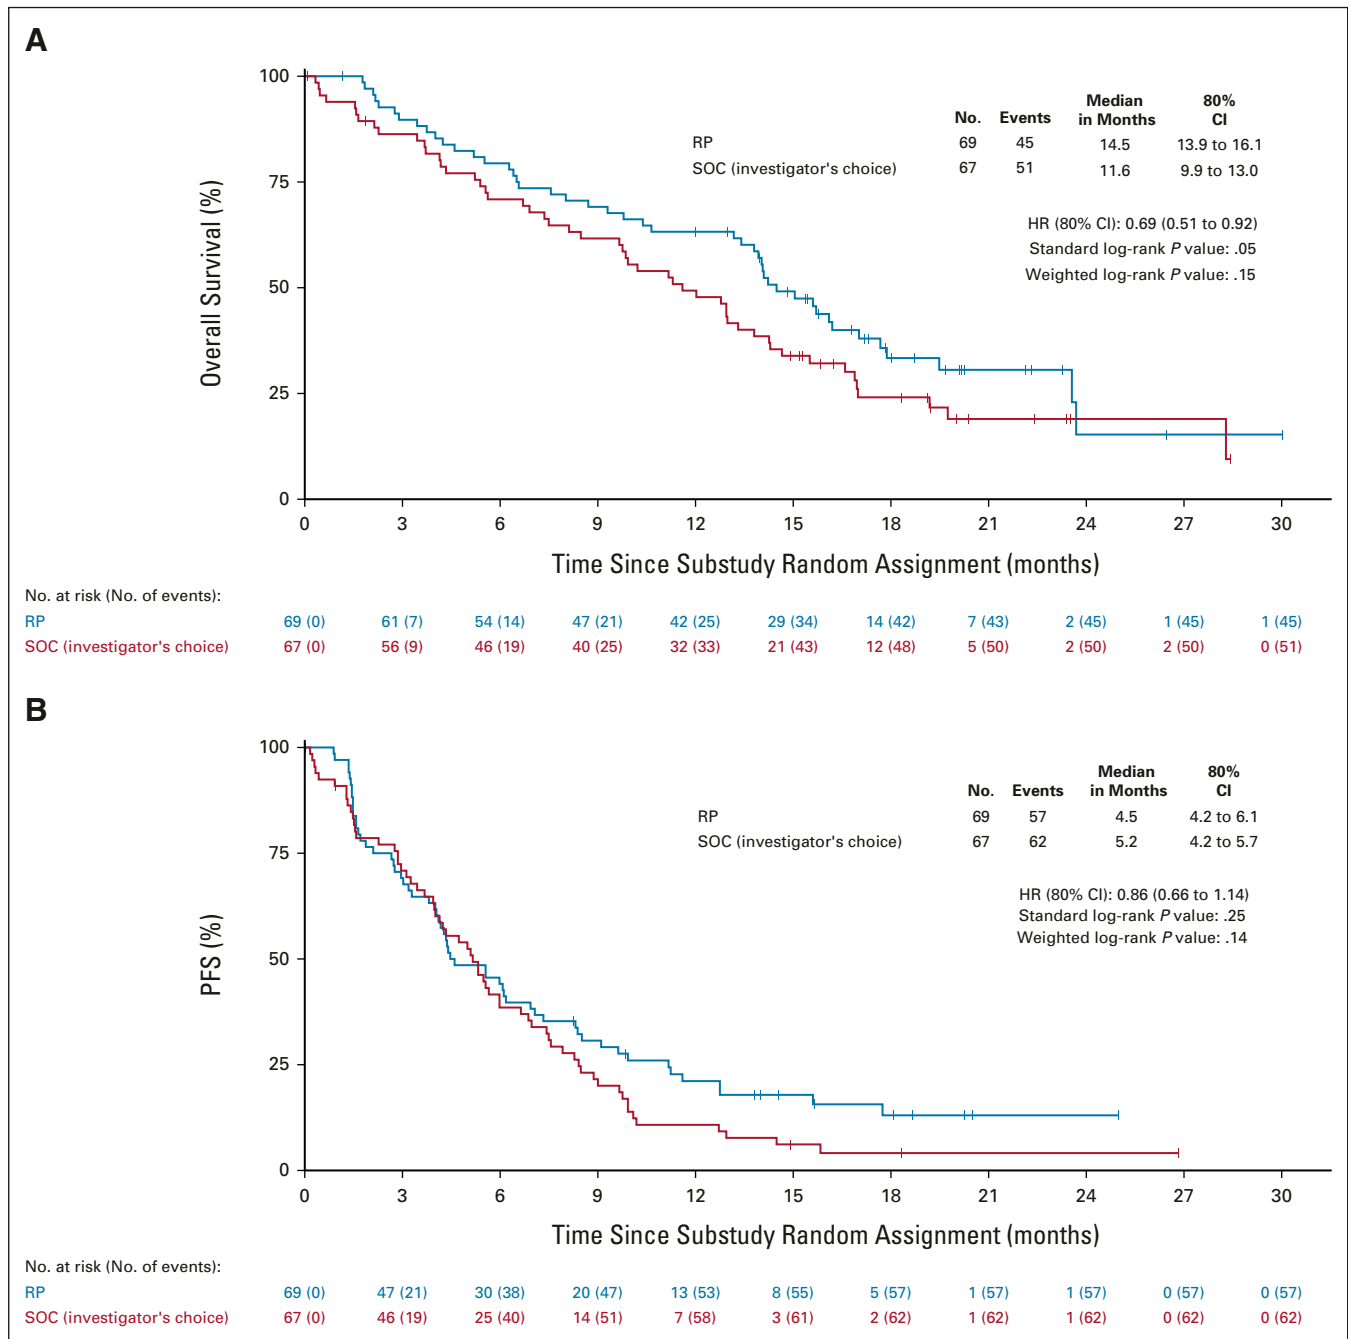 A
100
75
50
25
0
Overall Survival (%)
Median in Months
80% CI
No. Events
RP 69 45 14.5 13.9 to 16.1
SOC (investigator's choice) 67 51 11.6 9.9 to 13.0
HR (80% CI): 0.69 (0.51 to 0.92)
Standard log-rank P value: .05
Weighted log-rank P value: .15
0 3 6 9 12 15 18 21 24 27 30
Time Since Substudy Random Assignment (months)
No. at risk (No. of events):
RP 69 (0) 61 (7) 54 (14) 47 (21) 42 (25) 29 (34) 14 (42) 7 (43) 2 (45) 1 (45) 1 (45)
SOC (investigator's choice) 67 (0) 56 (9) 46 (19) 40 (25) 32 (33) 21 (43) 12 (48) 5 (50) 2 (50) 2 (50) 0 (51)
B
100
75
50
25
0
PFS (%)
Median in Months
80% CI
No. Events
RP 69 57 4.5 4.2 to 6.1
SOC (investigator's choice) 67 62 5.2 4.2 to 5.7
HR (80% CI): 0.86 (0.66 to 1.14)
Standard log-rank P value: .25
Weighted log-rank P value: .14
0 3 6 9 12 15 18 21 24 27 30
Time Since Substudy Random Assignment (months)
No. at risk (No. of events):
RP 69 (0) 47 (21) 30 (38) 20 (47) 13 (53) 8 (55) 5 (57) 1 (57) 1 (57) 0 (57) 0 (57)
SOC (investigator's choice) 67 (0) 46 (19) 25 (40) 14 (51) 7 (58) 3 (61) 2 (62) 1 (62) 1 (62) 0 (62) 0 (62)